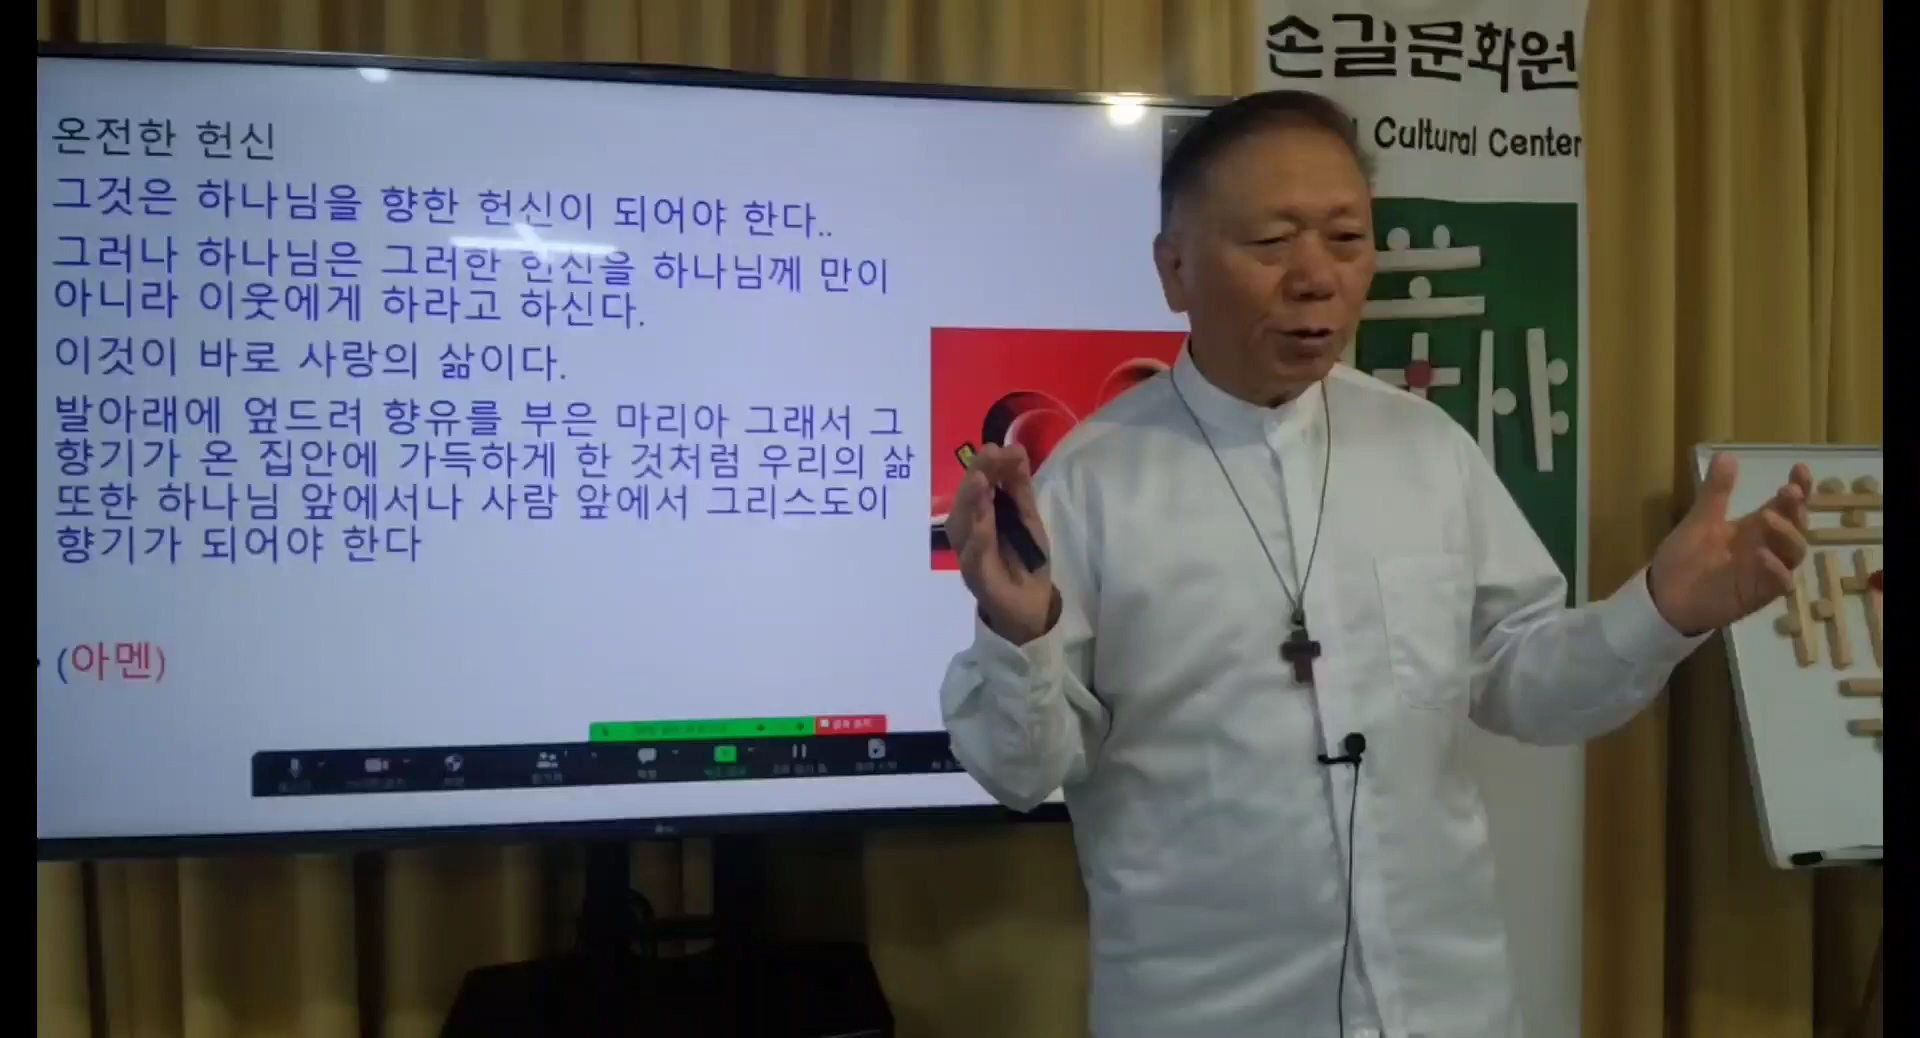 온전한 헌신
그것은 하나님을 향한 헌신이 되어야 한다..
그러나 하나님은 그러한 헌신을 하나님께 만이
아니라 이웃에게 하라고 하신다.
이것이 바로 사랑의 삶이다.
발아래에 엎드려 향유를 부은 마리아 그래서 그
향기가 온 집안에 가득하게 한 것처럼 우리의 삶
또한 하나님 앞에서나 사람 앞에서 그리스도이
향기가 되어야 한다
(아멘)
손길문화원
Cultural Center